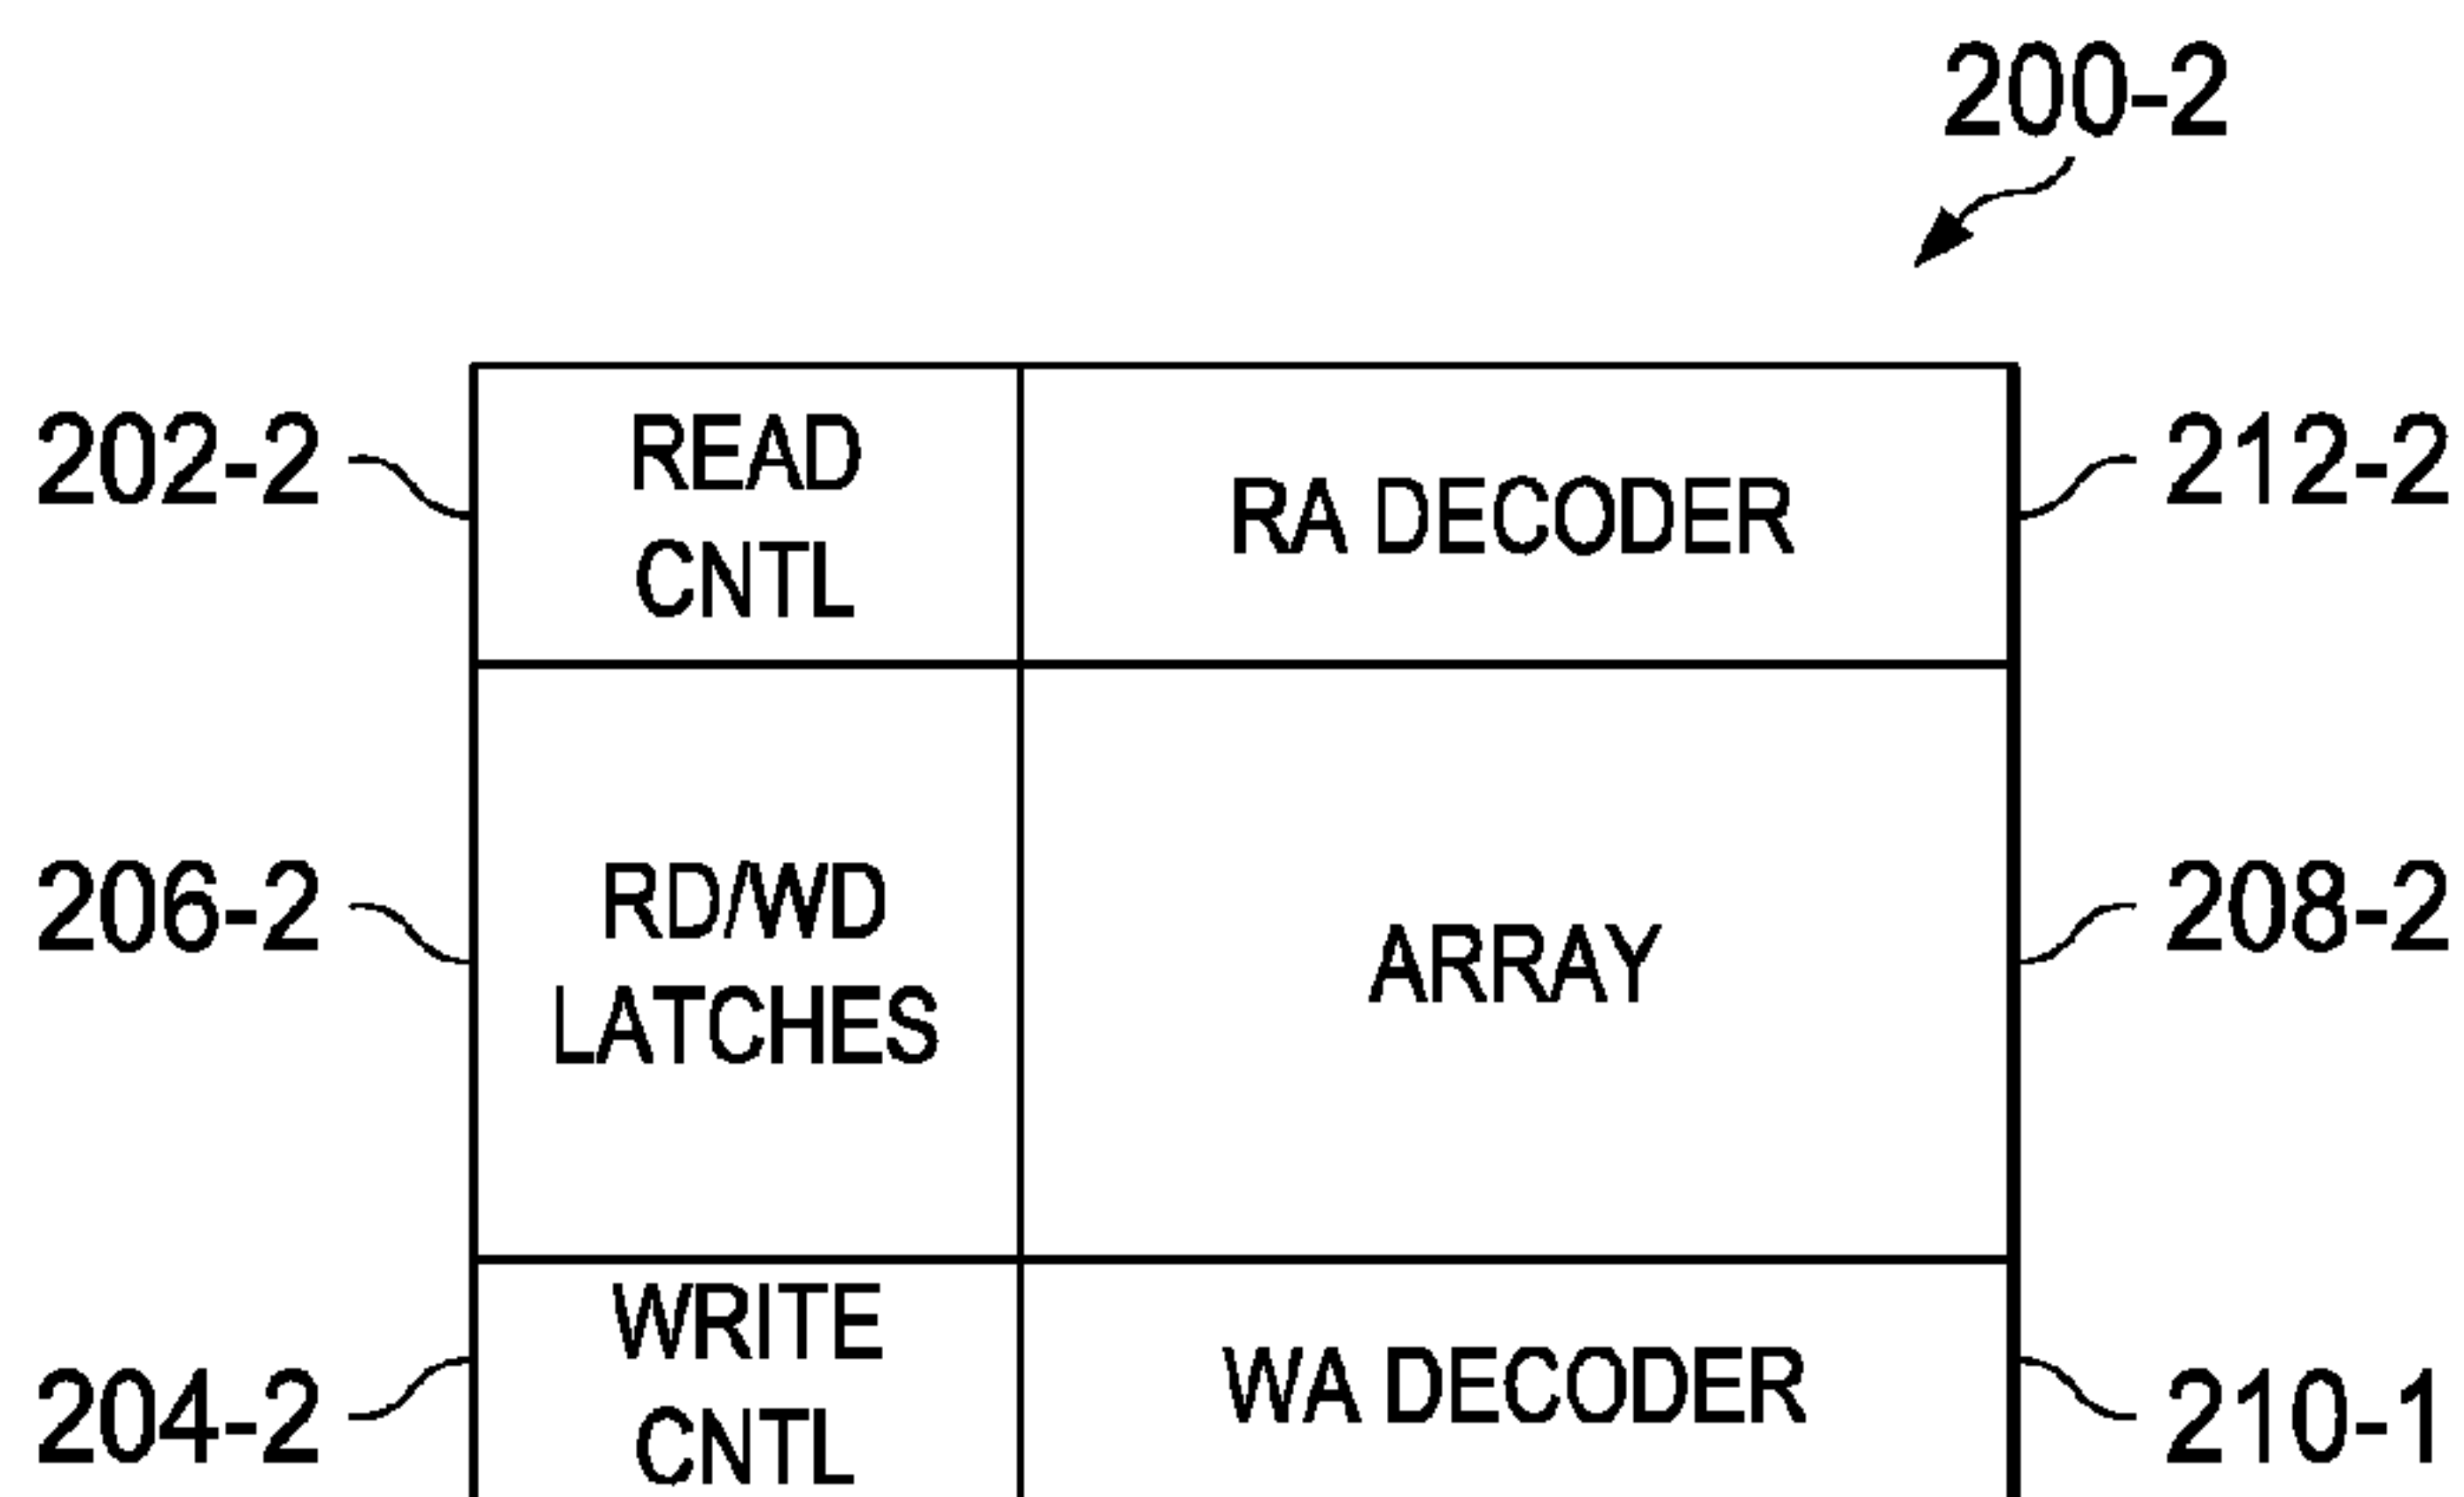 200-2
202-2
READ
CNTL
RA DECODER
212-2
206-2
RD/WD
LATCHES
ARRAY
208-2
204-2
WRITE
CNTL
WA DECODER
210-1